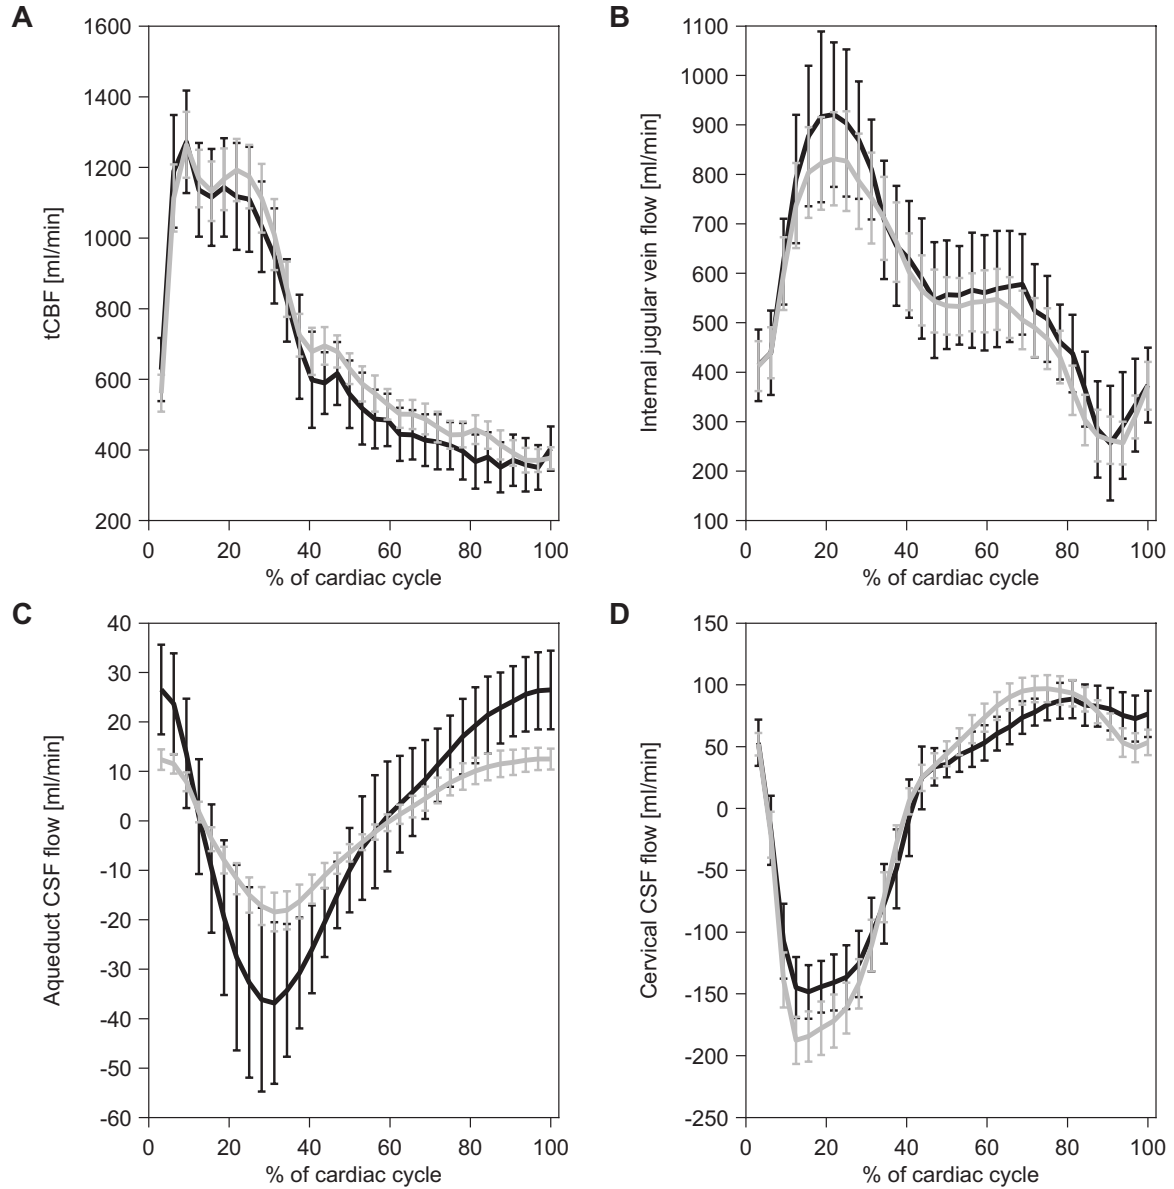 A
1600
1400
1200
1000
800
600
400
200
tCBF [ml/min]
0 20 40 60 80 100
% of cardiac cycle
B
1100
1000
900
800
700
600
500
400
300
200
100
Internal jugular vein flow [ml/min]
0 20 40 60 80 100
% of cardiac cycle
C
40
30
20
10
0
-10
-20
-30
-40
-50
-60
Aqueduct CSF flow [ml/min]
0 20 40 60 80 100
% of cardiac cycle
D
150
100
50
0
-50
-100
-150
-200
-250
Cervical CSF flow [ml/min]
0 20 40 60 80 100
% of cardiac cycle